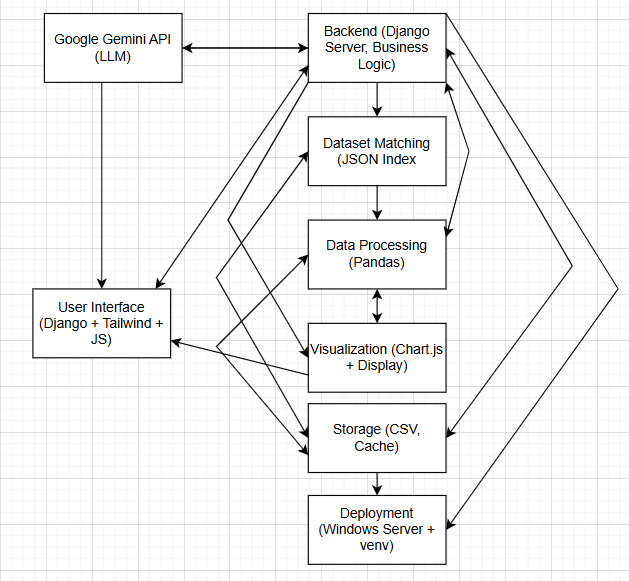 Google Gemini API
(LLM)
Backend (Django
Server, Business
Logic)
Dataset Matching
(JSON Index
Data Processing
(Pandas)
User Interface
(Django + Tailwind +
JS)
Visualization (Chart.js
+ Display)
Storage (CSV,
Cache)
Deployment
(Windows Server +
venv)